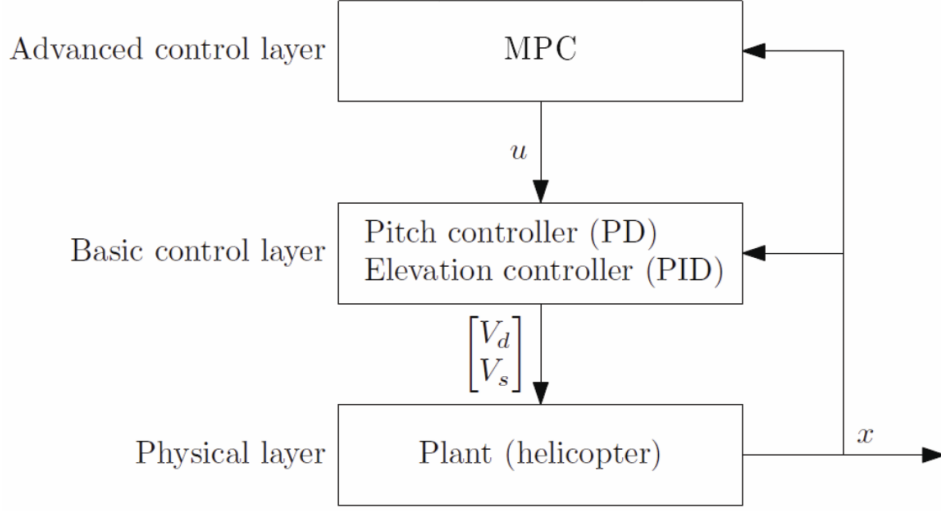 Advanced control layer
MPC
u
Basic control layer
Pitch controller (PD)
Elevation controller (PID)
[V_d
V_s]
Physical layer
Plant (helicopter)
x